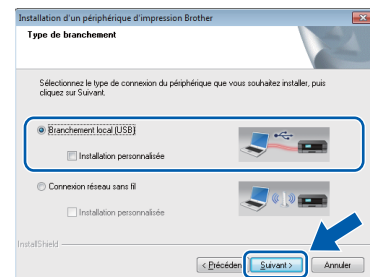 Installation d'un périphérique d'impression Brother
Type de branchement
Sélectionnez le type de connexion du périphérique que vous souhaitez installer, puis
cliquez sur Suivant.
Branchement local (USB)
Installation personnalisée
Connexion réseau sans fil
Installation personnalisée
InstallShield
< Précéden Suivant > Annuler